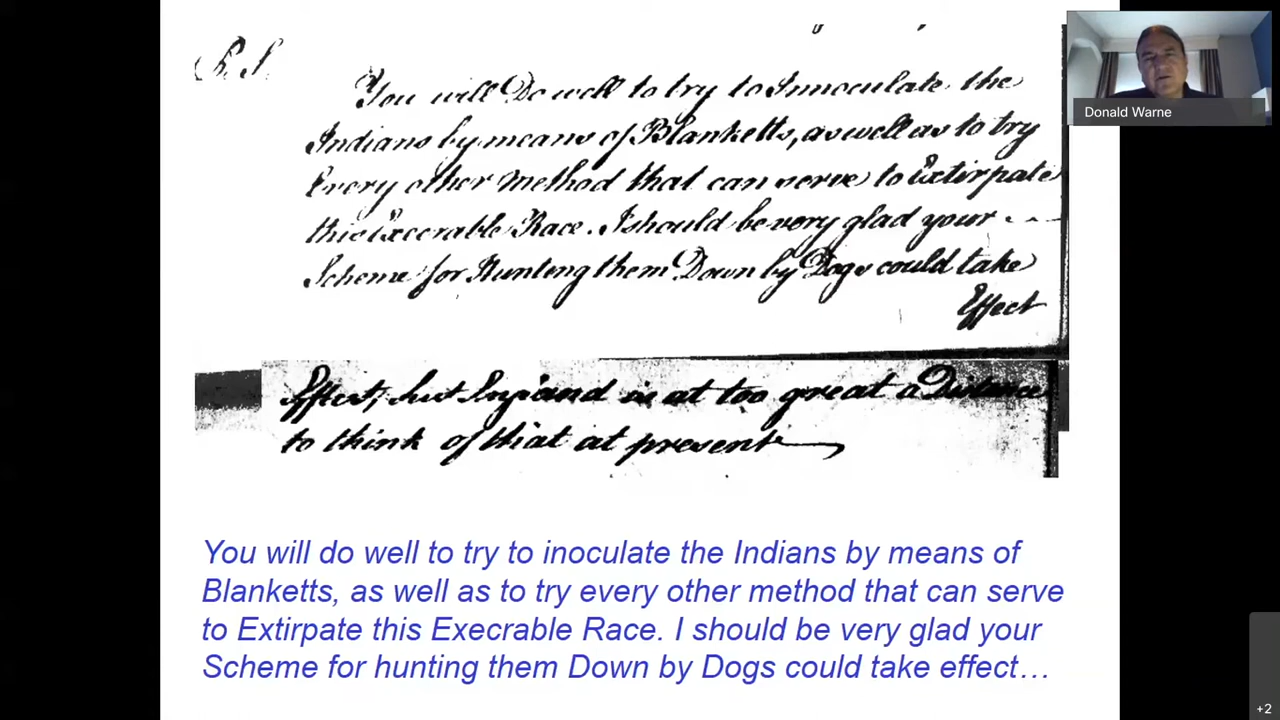 P.S.
You will Do well to try to Innoculate the
Indians by means of Blanketts, as well as to try
Every other Method that can serve to Extirpate
this Execrable Race. I should be very glad your
Scheme for Hunting them Down by Dogs could take
Effect
Effect, but England is at too great a Distance
to think of that at present
Donald Warne
You will do well to try to inoculate the Indians by means of
Blanketts, as well as to try every other method that can serve
to Extirpate this Execrable Race. I should be very glad your
Scheme for hunting them Down by Dogs could take effect…
+2